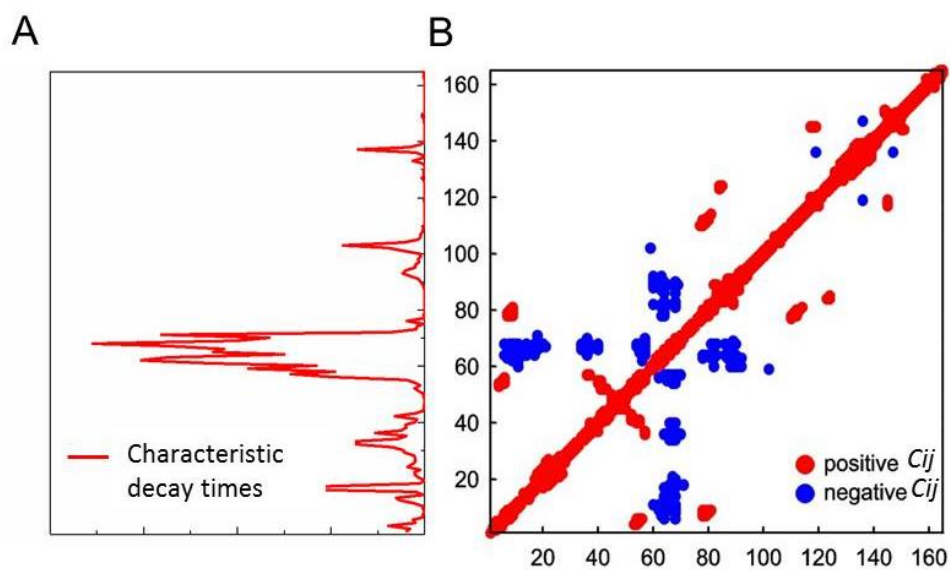 A
B
160
140
120
100
80
60
40
20
Characteristic
decay times
positive Cij
negative Cij
20 40 60 80 100 120 140 160